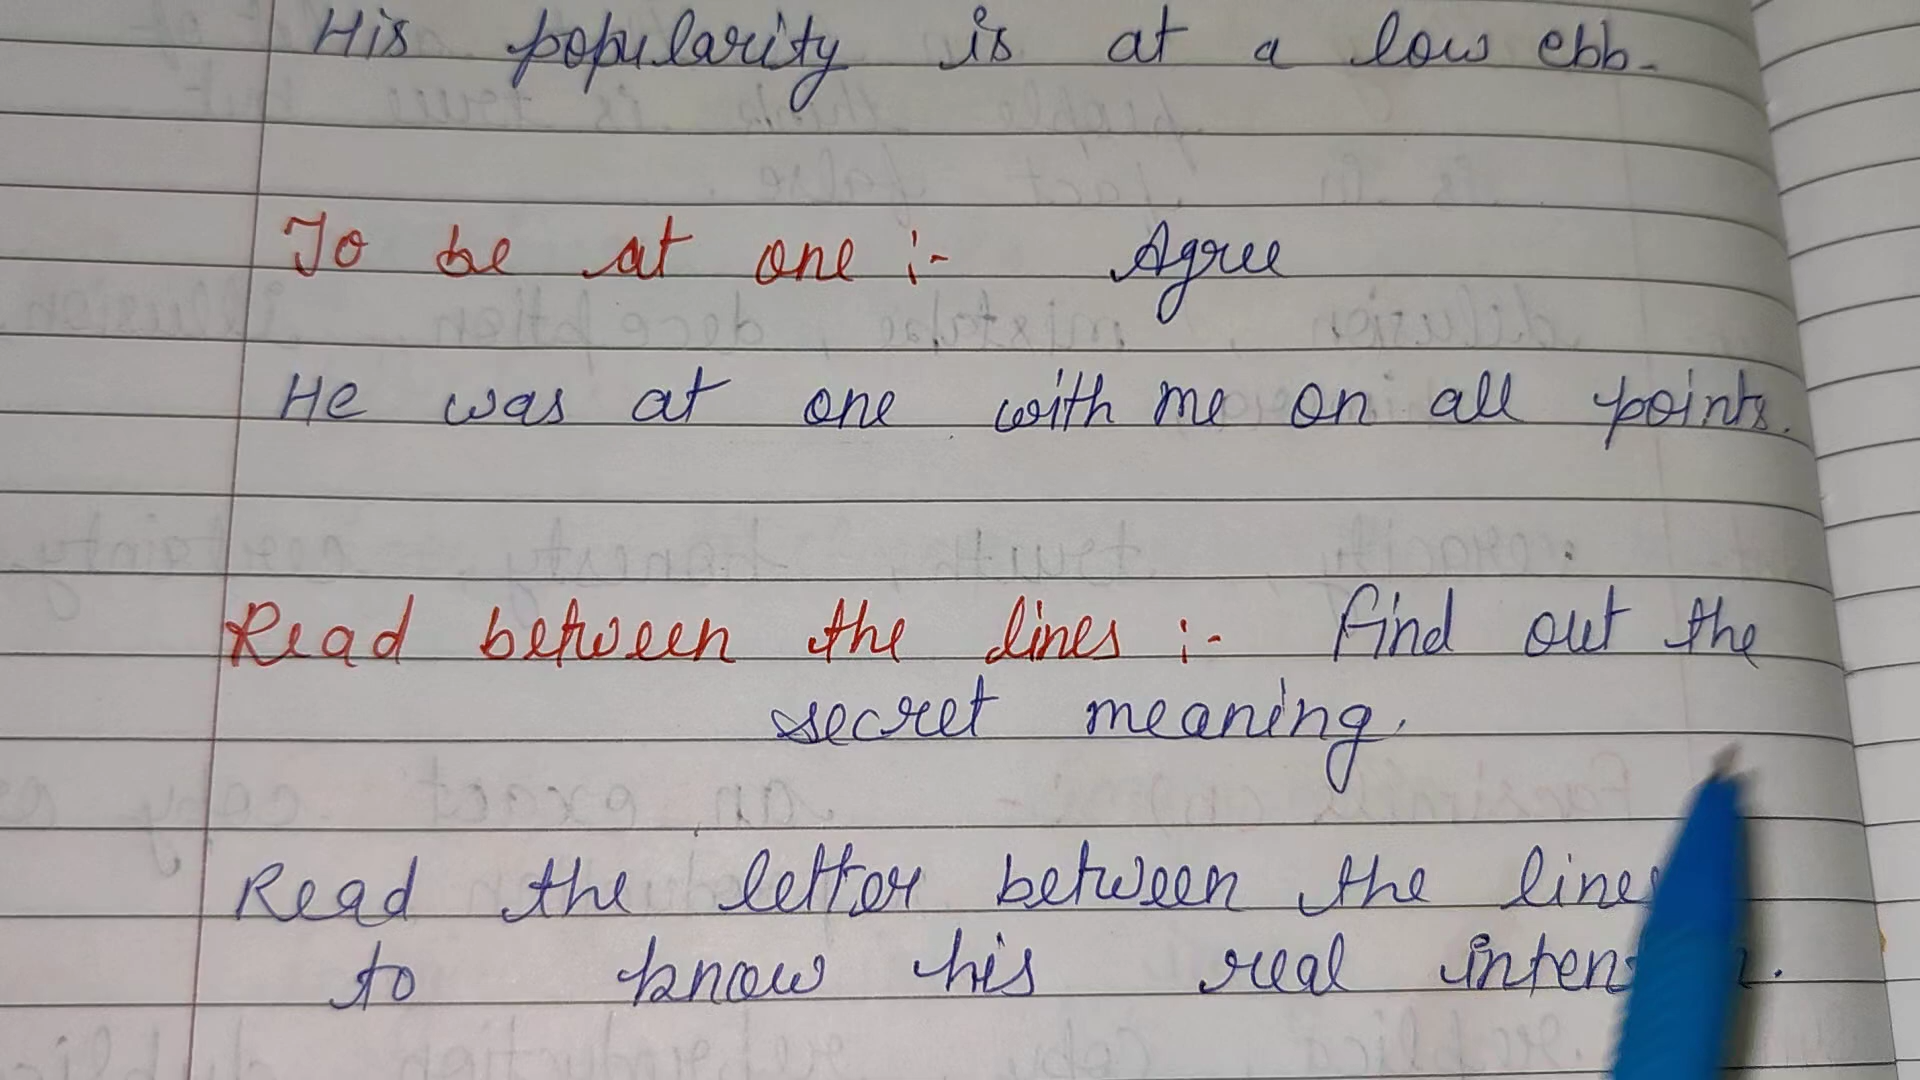 His popularity is at a low ebb.
To be at one :- Agree
He was at one with me on all points.
Read between the lines :- Find out the
secret meaning.
Read the letter between the lines
to know his real